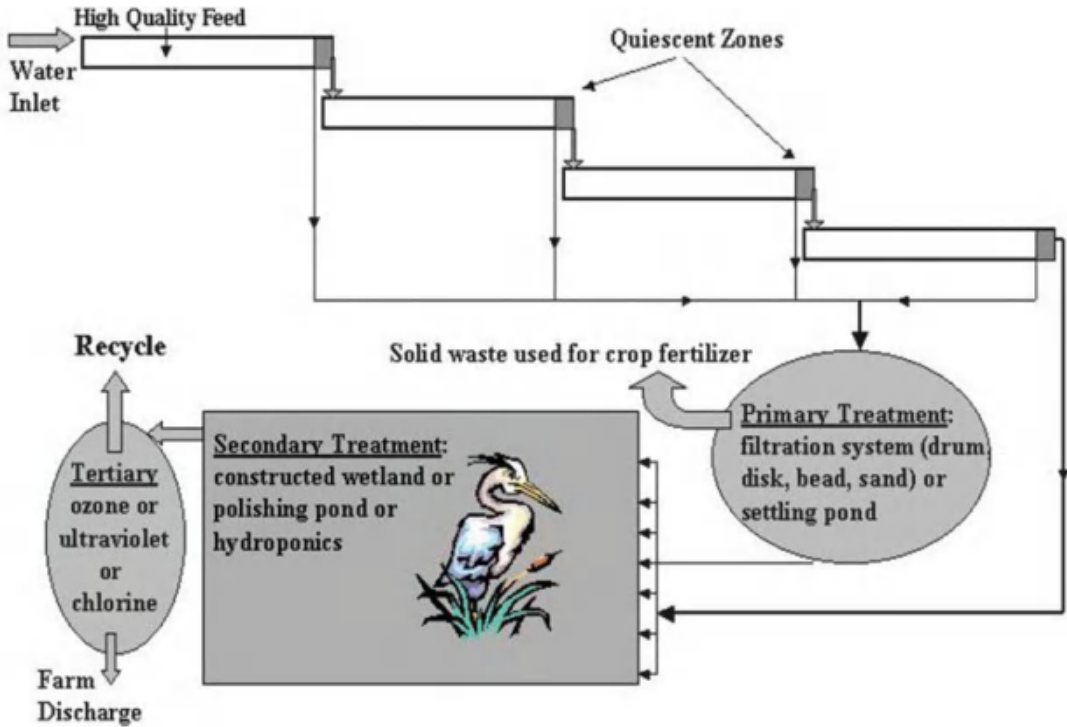 High Quality Feed
Water
Inlet
Quiescent Zones
Recycle
Solid waste used for crop fertilizer
Primary Treatment:
filtration system (drum,
disk, bead, sand) or
settling pond
Secondary Treatment:
constructed wetland or
polishing pond or
hydroponics
Tertiary
ozone or
ultraviolet
or
chlorine
Farm
Discharge